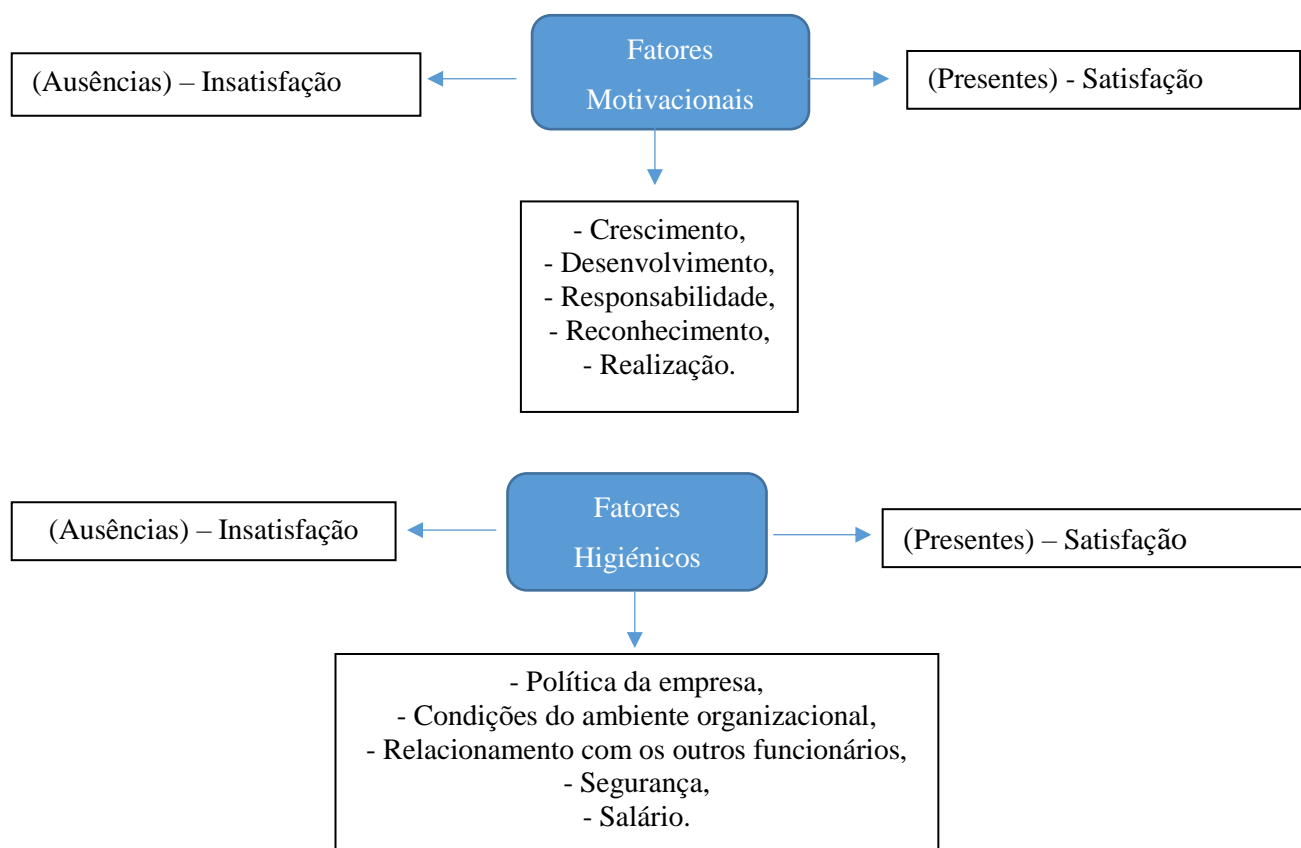 Fatores
Motivacionais
(Ausências) – Insatisfação
(Presentes) - Satisfação
- Crescimento,
- Desenvolvimento,
- Responsabilidade,
- Reconhecimento,
- Realização.
Fatores
Higiénicos
(Ausências) – Insatisfação
(Presentes) – Satisfação
- Política da empresa,
- Condições do ambiente organizacional,
- Relacionamento com os outros funcionários,
- Segurança,
- Salário.